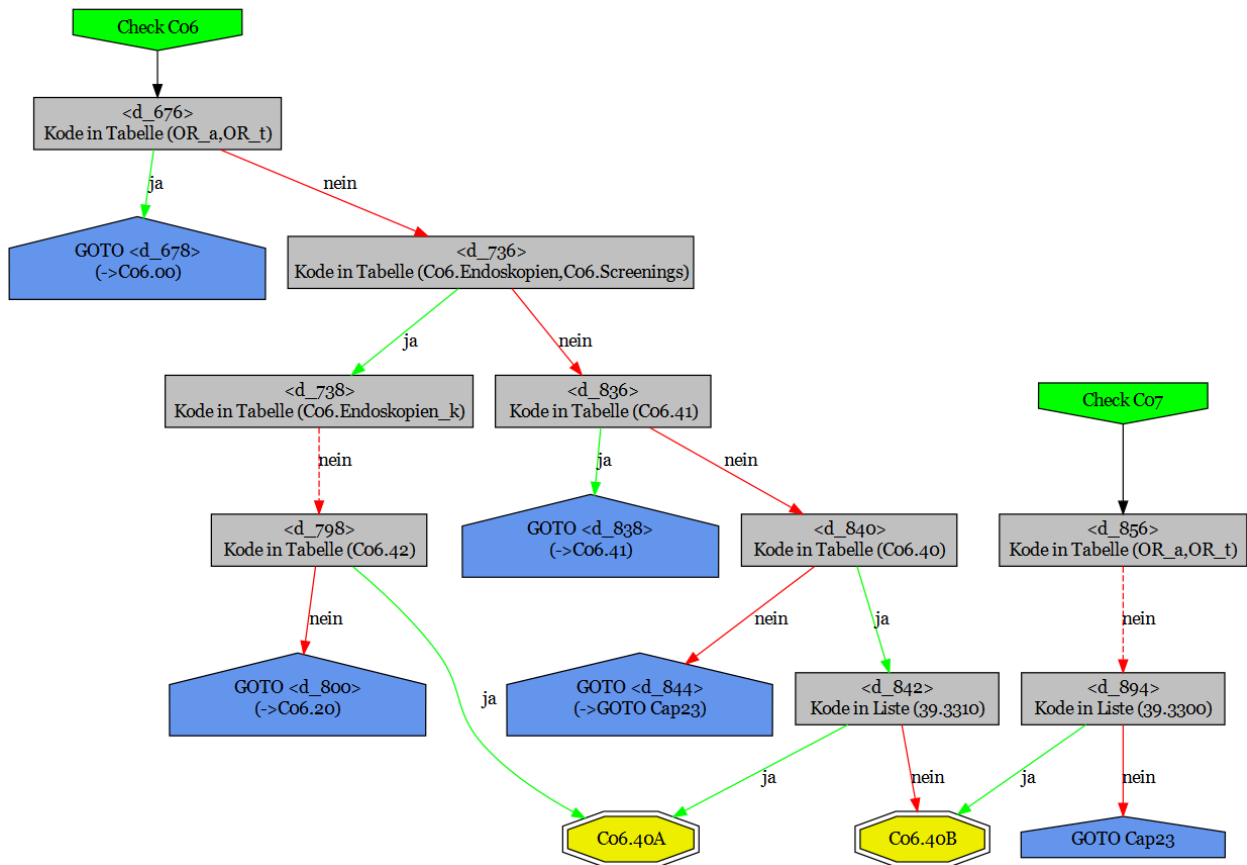 Check C06
<d_676>
Kode in Tabelle (OR_a,OR_t)
ja
nein
GOTO <d_678>
(->C06.00)
<d_736>
Kode in Tabelle (C06.Endoskopien,C06.Screenings)
ja
nein
<d_738>
Kode in Tabelle (C06.Endoskopien_k)
<d_836>
Kode in Tabelle (C06.41)
Check C07
nein
ja
nein
<d_798>
Kode in Tabelle (C06.42)
GOTO <d_838>
(->C06.41)
<d_840>
Kode in Tabelle (C06.40)
<d_856>
Kode in Tabelle (OR_a,OR_t)
nein
nein
ja
nein
GOTO <d_800>
(->C06.20)
ja
GOTO <d_844>
(->GOTO Cap23)
<d_842>
Kode in Liste (39.3310)
<d_894>
Kode in Liste (39.3300)
ja
nein
ja
nein
C06.40A
C06.40B
GOTO Cap23